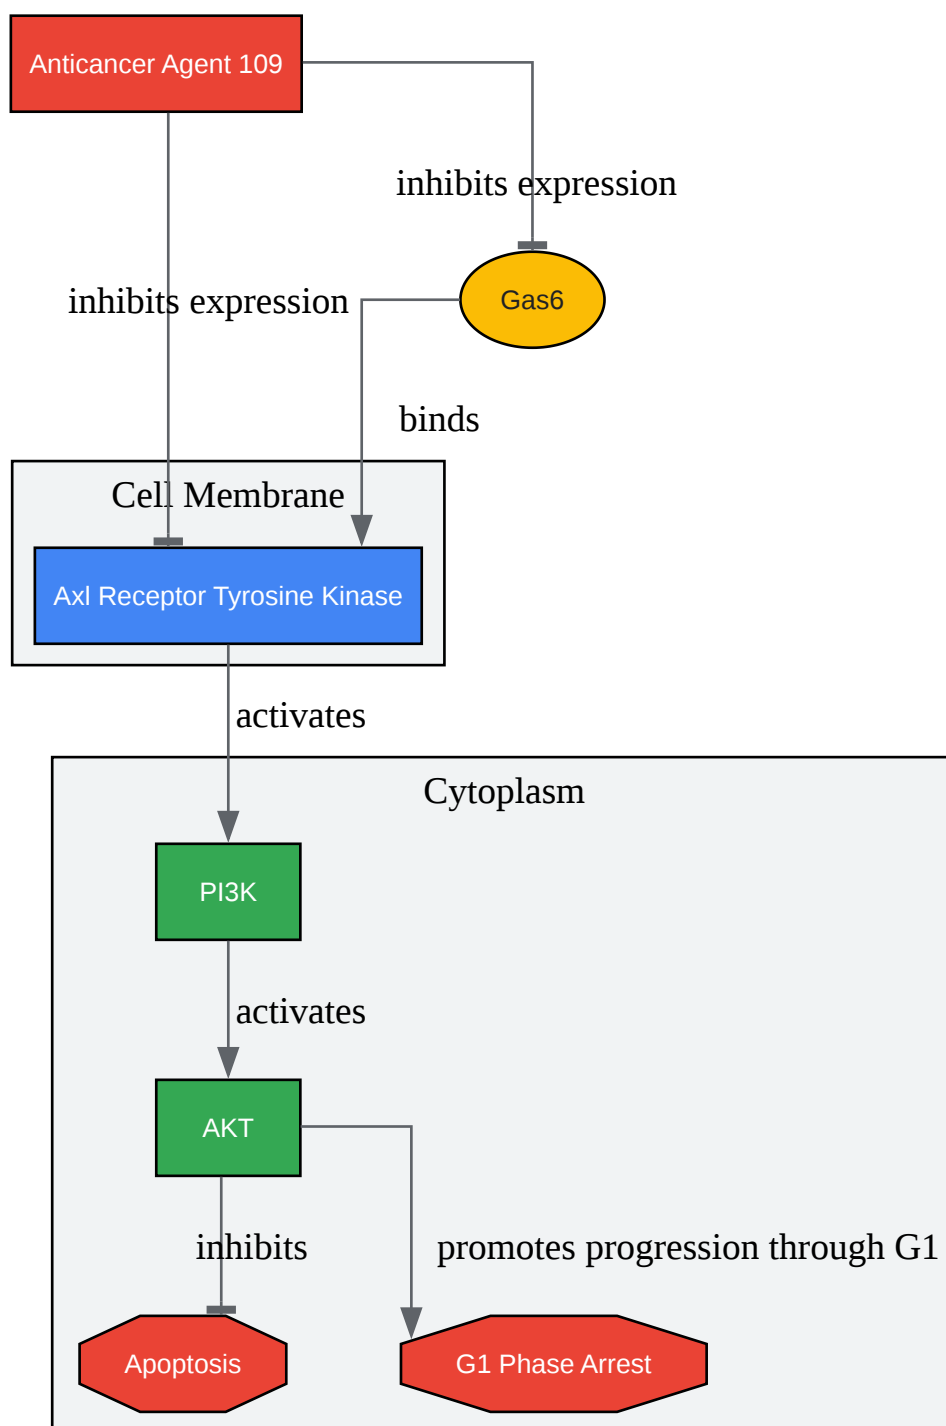 Anticancer Agent 109
inhibits expression
inhibits expression
Gas6
binds
Cell Membrane
Axl Receptor Tyrosine Kinase
activates
Cytoplasm
PI3K
activates
AKT
inhibits
promotes progression through G1
Apoptosis
G1 Phase Arrest